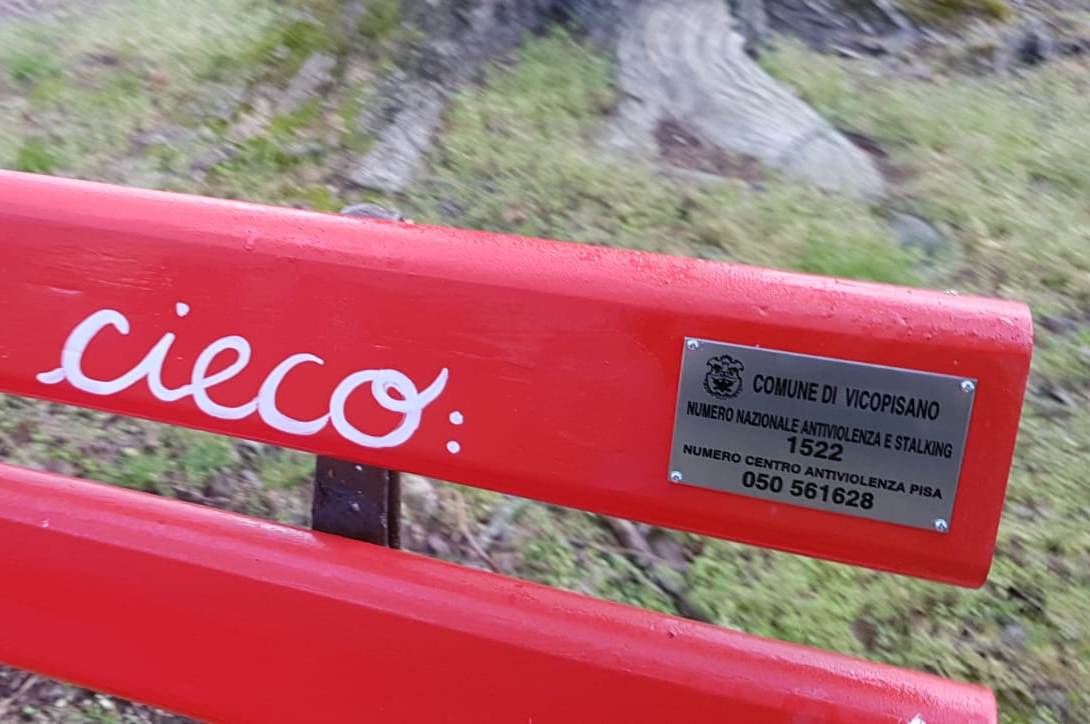 cieco:
COMUNE DI VICOPISANO
NUMERO NAZIONALE ANTIVIOLENZA E STALKING
1522
NUMERO CENTRO ANTIVIOLENZA PISA
050 561628